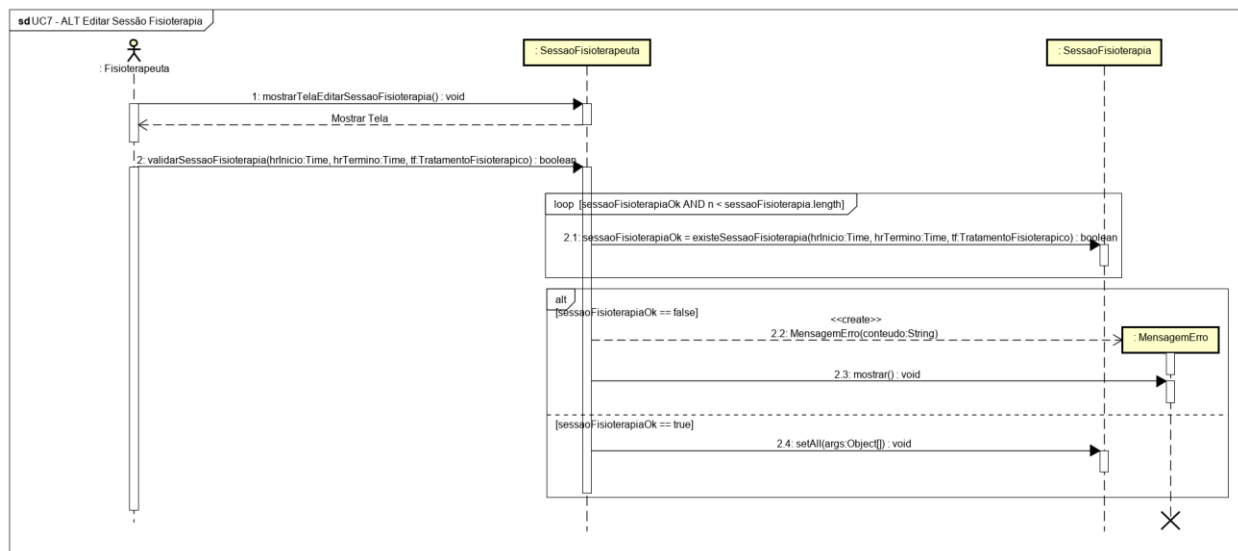 sd UC7 - ALT Editar Sessão Fisioterapia
: Fisioterapeuta
: SessaoFisioterapeuta
: SessaoFisioterapia
1: mostrarTelaEditarSessaoFisioterapia() : void
Mostrar Tela
2: validarSessaoFisioterapia(hrInicio:Time, hrTermino:Time, tf:TratamentoFisioterapico) : boolean
loop [sessaoFisioterapiaOk AND n < sessaoFisioterapia.length]
2.1: sessaoFisioterapiaOk = existeSessaoFisioterapia(hrInicio:Time, hrTermino:Time, tf:TratamentoFisioterapico) : boolean
alt
[sessaoFisioterapiaOk == false]
<<create>>
2.2: MensagemErro(conteudo:String)
: MensagemErro
2.3: mostrar() : void
[sessaoFisioterapiaOk == true]
2.4: setAll(args:Object[]) : void